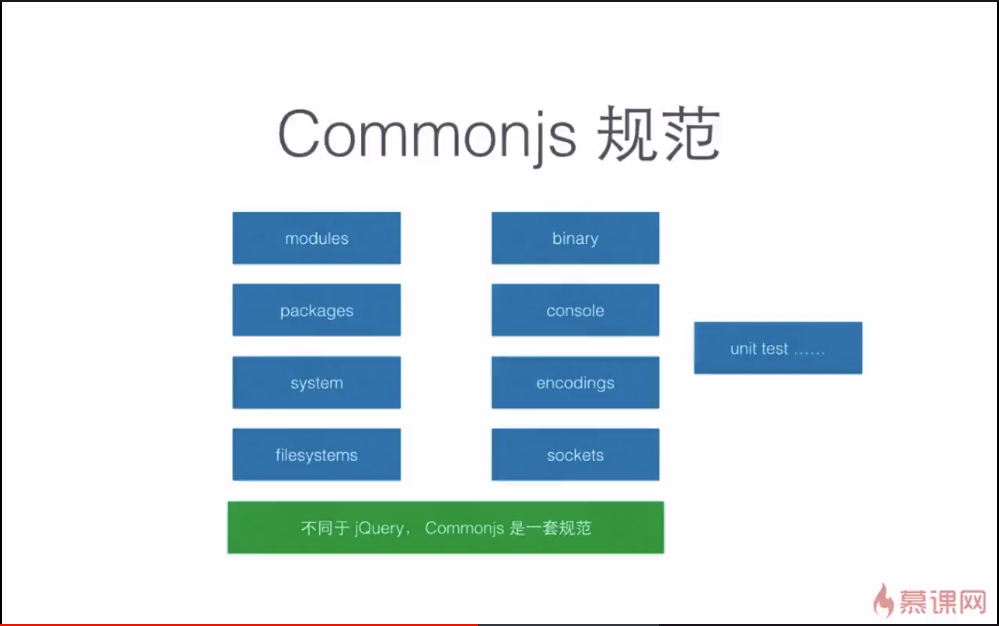 Commonjs 规范
modules
binary
packages
console
unit test ……
system
encodings
filesystems
sockets
不同于 jQuery， Commonjs 是一套规范
慕课网